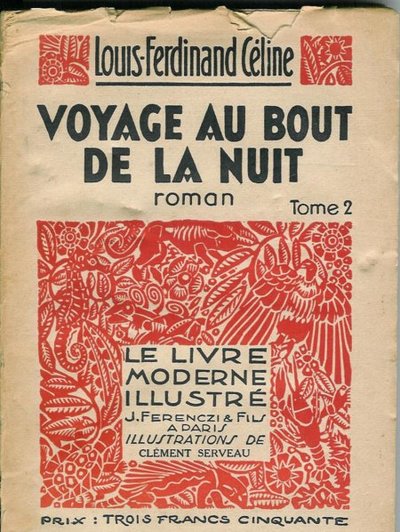 Louis-Ferdinand Céline
VOYAGE AU BOUT
DE LA NUIT
roman
Tome 2
LE LIVRE
MODERNE
ILLUSTRÉ
J. FERENCZI & FILS
A PARIS
ILLUSTRATIONS DE
CLÉMENT SERVEAU
PRIX : TROIS FRANCS CINQUANTE